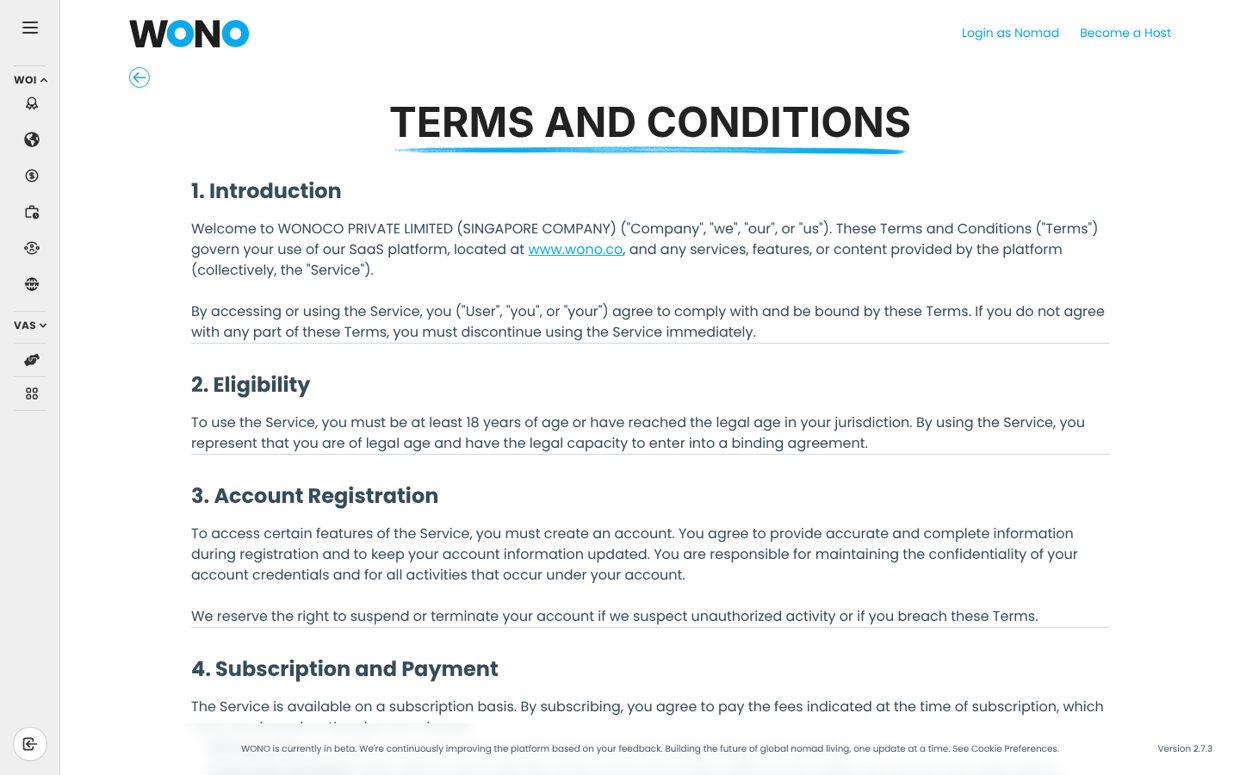 WONO
Login as Nomad
Become a Host
WOI
VAS
TERMS AND CONDITIONS
1. Introduction
Welcome to WONOCO PRIVATE LIMITED (SINGAPORE COMPANY) ("Company", "we", "our", or "us"). These Terms and Conditions ("Terms")
govern your use of our SaaS platform, located at www.wono.co, and any services, features, or content provided by the platform
(collectively, the "Service").
By accessing or using the Service, you ("User", "you", or "your") agree to comply with and be bound by these Terms. If you do not agree
with any part of these Terms, you must discontinue using the Service immediately.
2. Eligibility
To use the Service, you must be at least 18 years of age or have reached the legal age in your jurisdiction. By using the Service, you
represent that you are of legal age and have the legal capacity to enter into a binding agreement.
3. Account Registration
To access certain features of the Service, you must create an account. You agree to provide accurate and complete information
during registration and to keep your account information updated. You are responsible for maintaining the confidentiality of your
account credentials and for all activities that occur under your account.
We reserve the right to suspend or terminate your account if we suspect unauthorized activity or if you breach these Terms.
4. Subscription and Payment
The Service is available on a subscription basis. By subscribing, you agree to pay the fees indicated at the time of subscription, which
WONO is currently in beta. We're continuously improving the platform based on your feedback. Building the future of global nomad living, one update at a time. See Cookie Preferences.
Version 2.7.3